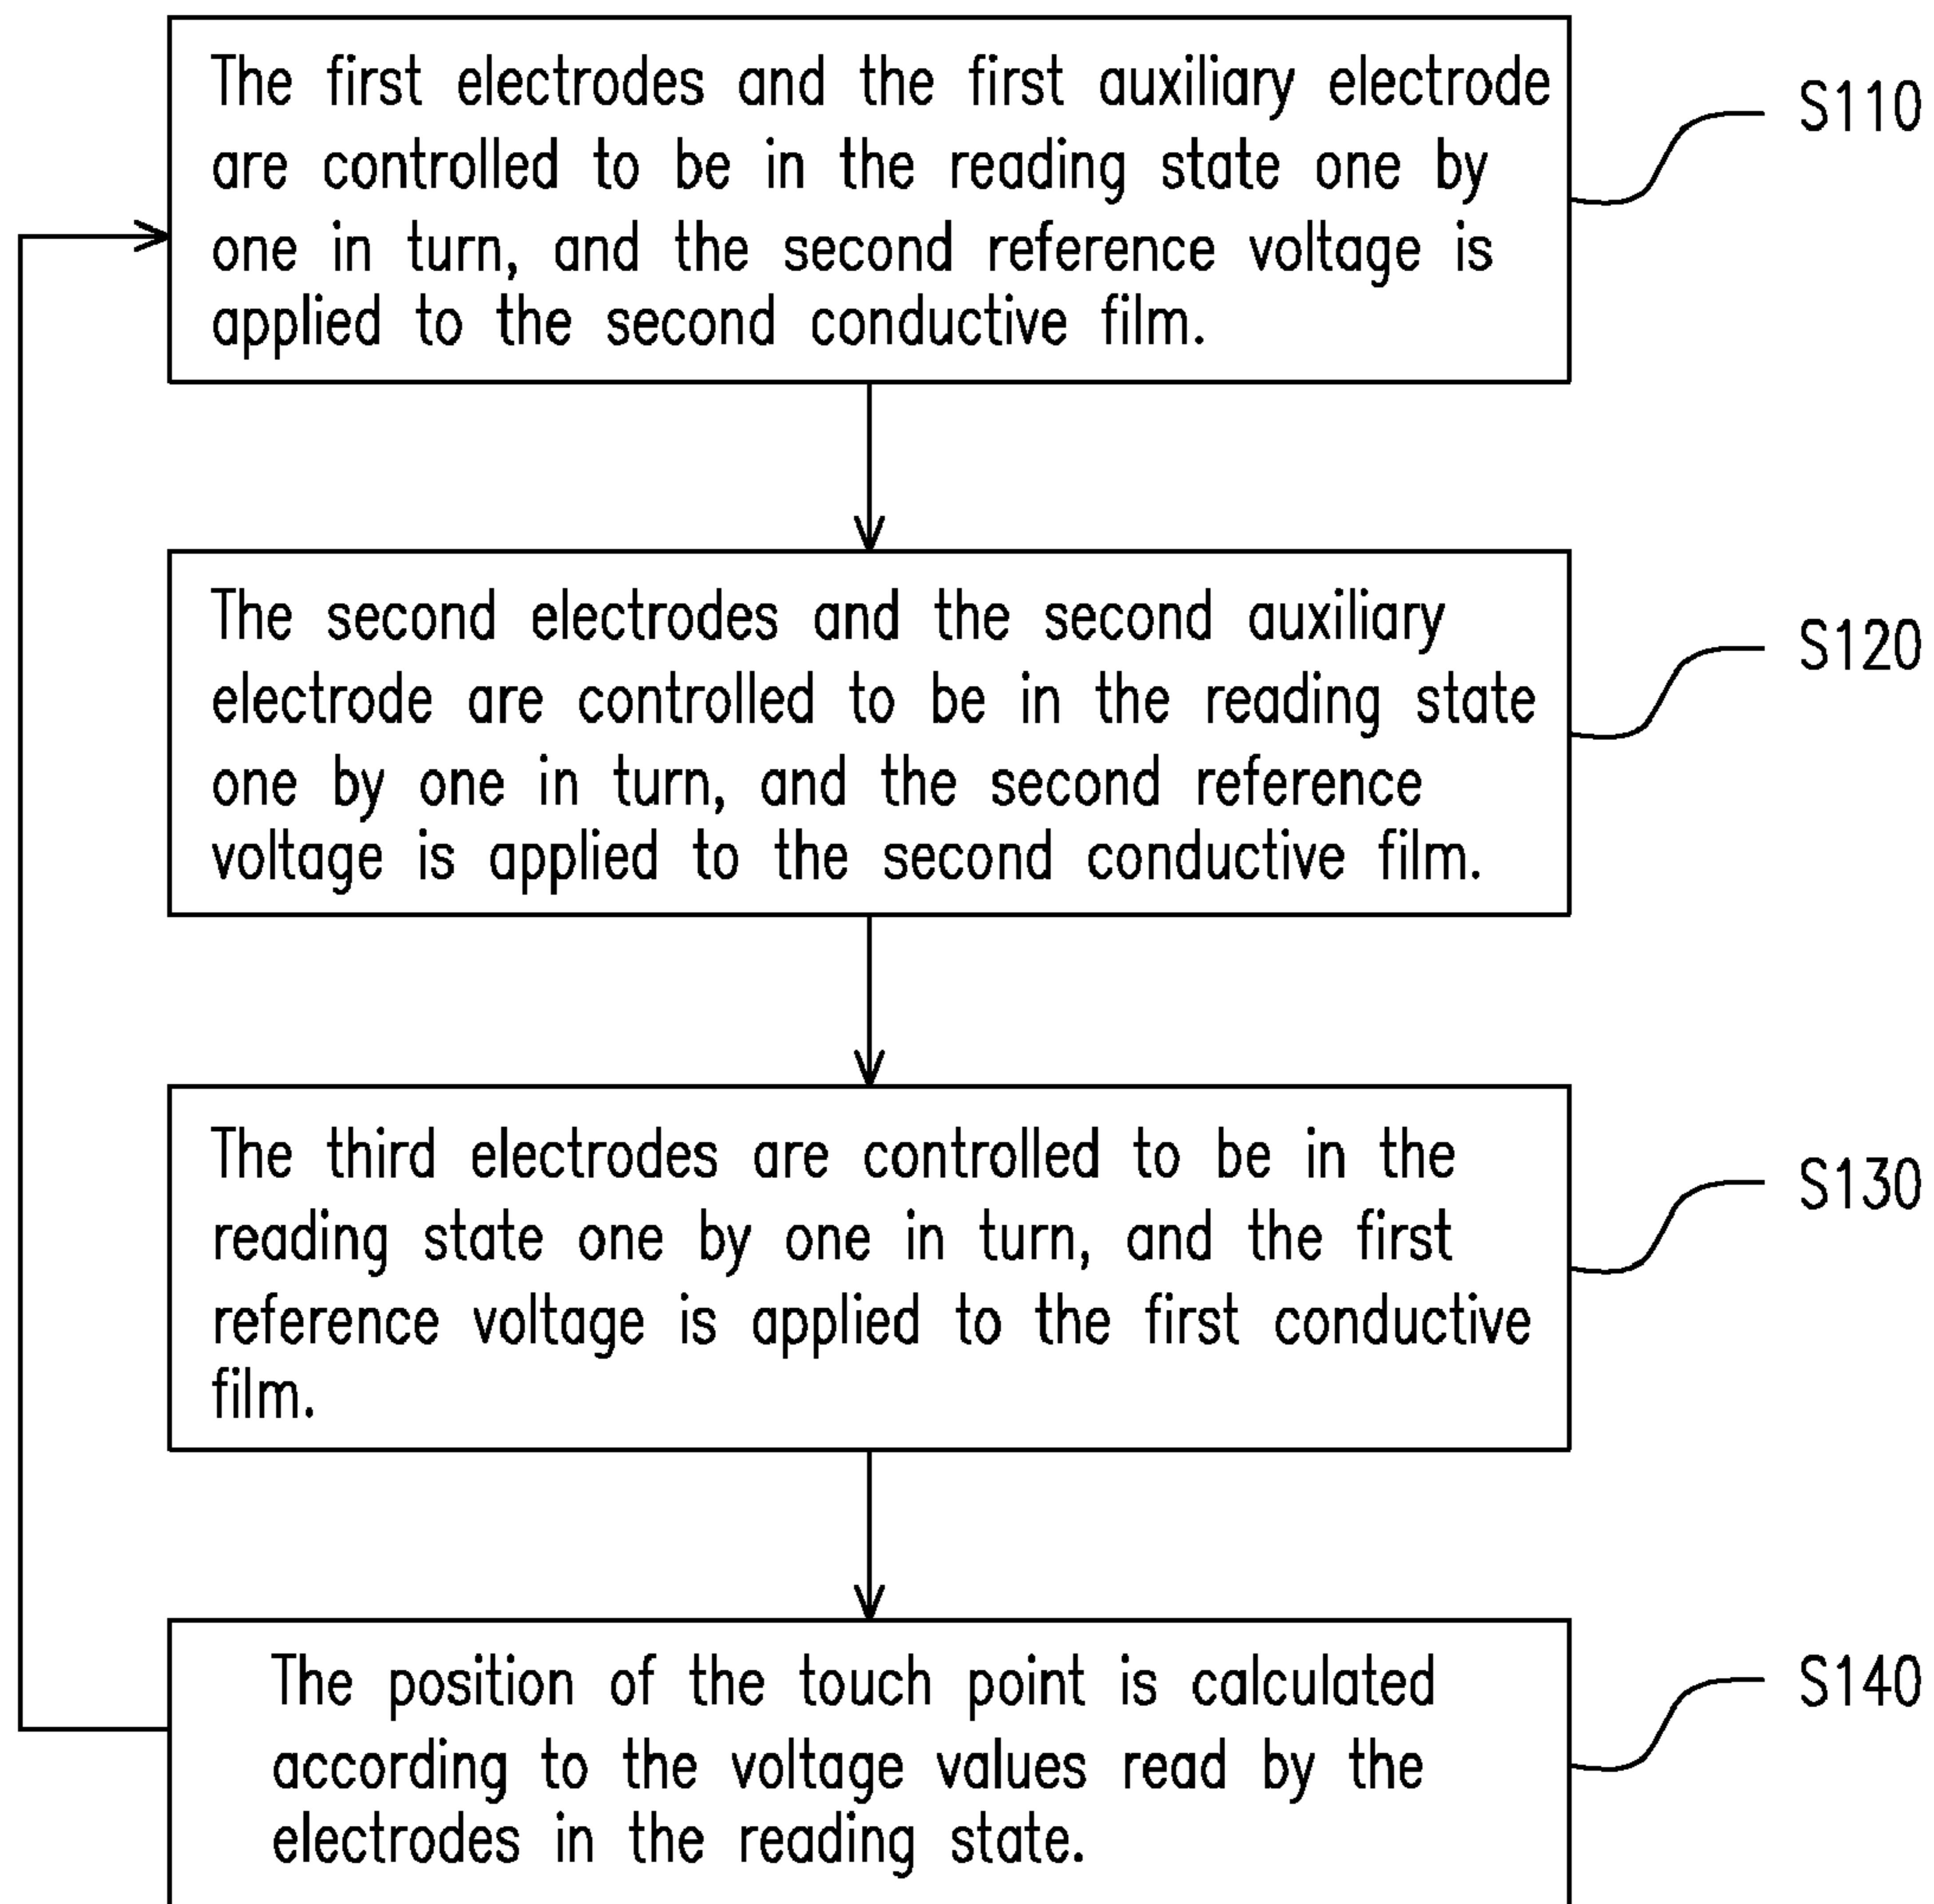 The first electrodes and the first auxiliary electrode
are controlled to be in the reading state one by
one in turn, and the second reference voltage is
applied to the second conductive film.
S110
The second electrodes and the second auxiliary
electrode are controlled to be in the reading state
one by one in turn, and the second reference
voltage is applied to the second conductive film.
S120
The third electrodes are controlled to be in the
reading state one by one in turn, and the first
reference voltage is applied to the first conductive
film.
S130
The position of the touch point is calculated
according to the voltage values read by the
electrodes in the reading state.
S140